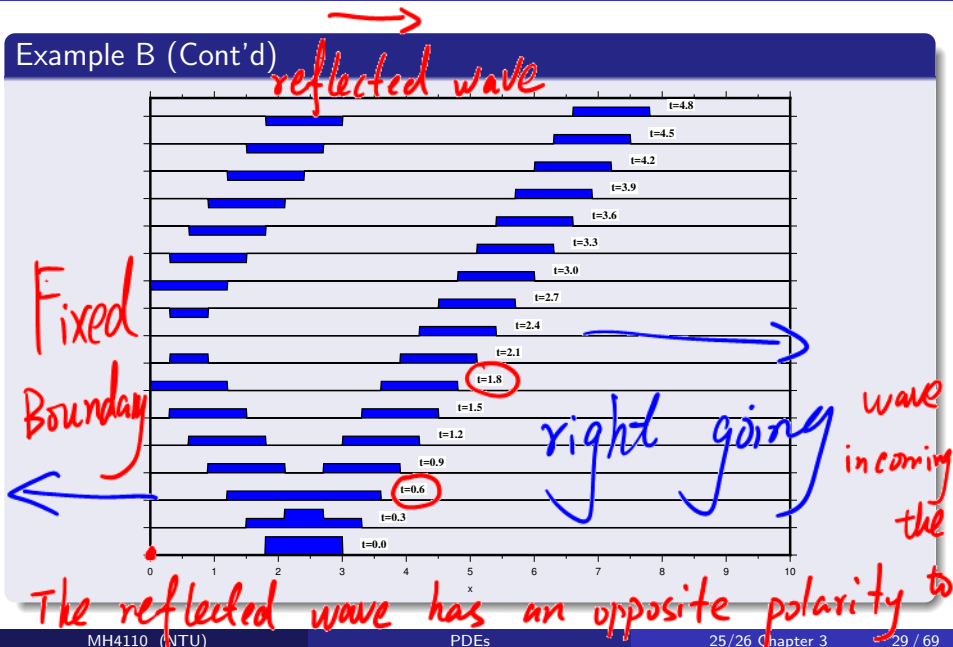 Example B (Cont'd)
reflected wave
t=4.8
t=4.5
t=4.2
t=3.9
t=3.6
t=3.3
t=3.0
t=2.7
t=2.4
t=2.1
t=1.8
t=1.5
t=1.2
t=0.9
t=0.6
t=0.3
t=0.0
Fixed
Boundary
right going
0 1 2 3 4 5 6 7 8 9 10
x
The reflected wave has an opposite polarity to
the
incoming
wave
MH4110 (NTU) PDEs 25/26 Chapter 3 29 / 69